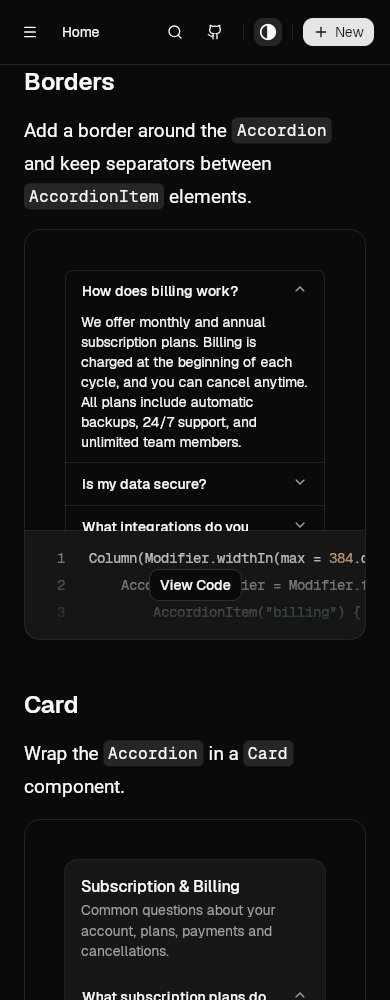 Home
New
Borders
Add a border around the Accordion
and keep separators between
AccordionItem elements.
How does billing work?
We offer monthly and annual
subscription plans. Billing is
charged at the beginning of each
cycle, and you can cancel anytime.
All plans include automatic
backups, 24/7 support, and
unlimited team members.
Is my data secure?
What integrations do you
1 Column(Modifier.widthIn(max = 384.d
2 Acc View Code ier = Modifier.f
3 AccordionItem("billing") {
Card
Wrap the Accordion in a Card
component.
Subscription & Billing
Common questions about your
account, plans, payments and
cancellations.
What subscription plans do